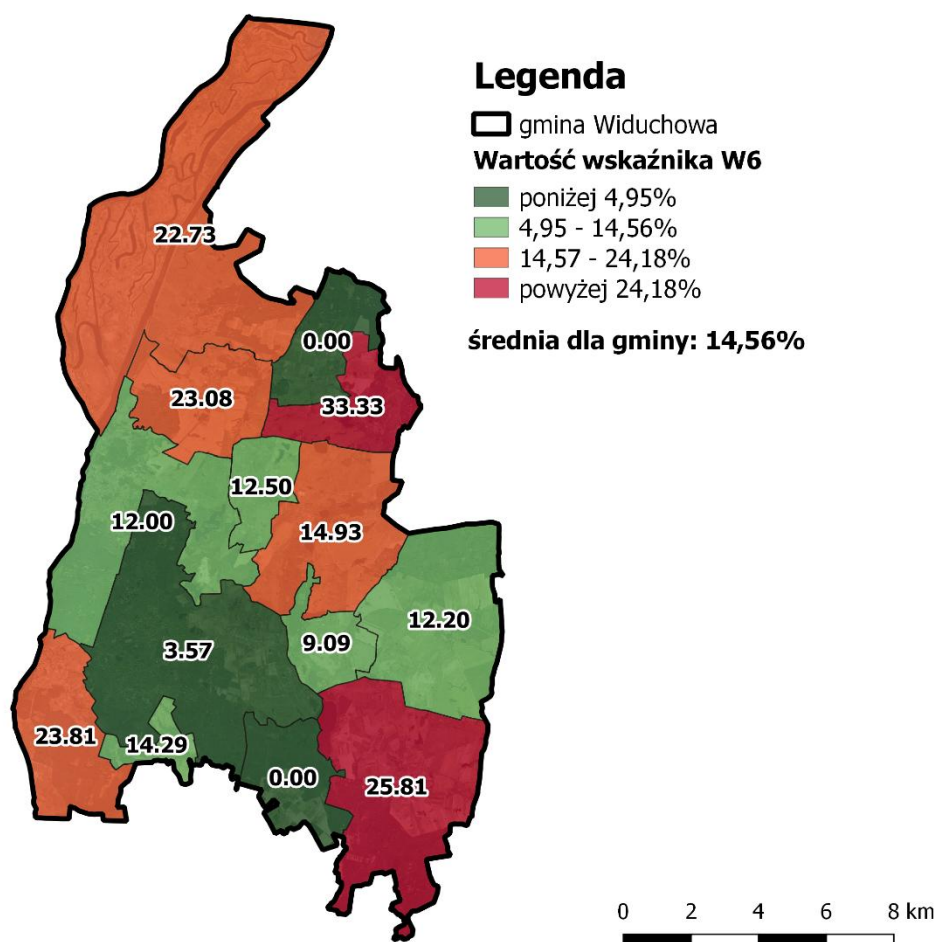 Legenda
gmina Widuchowa
Wartość wskaźnika W6
poniżej 4,95%
4,95 - 14,56%
14,57 - 24,18%
powyżej 24,18%
średnia dla gminy: 14,56%
22.73
0.00
23.08
33.33
12.50
12.00
14.93
12.20
9.09
3.57
23.81
14.29
0.00
25.81
0 2 4 6 8 km